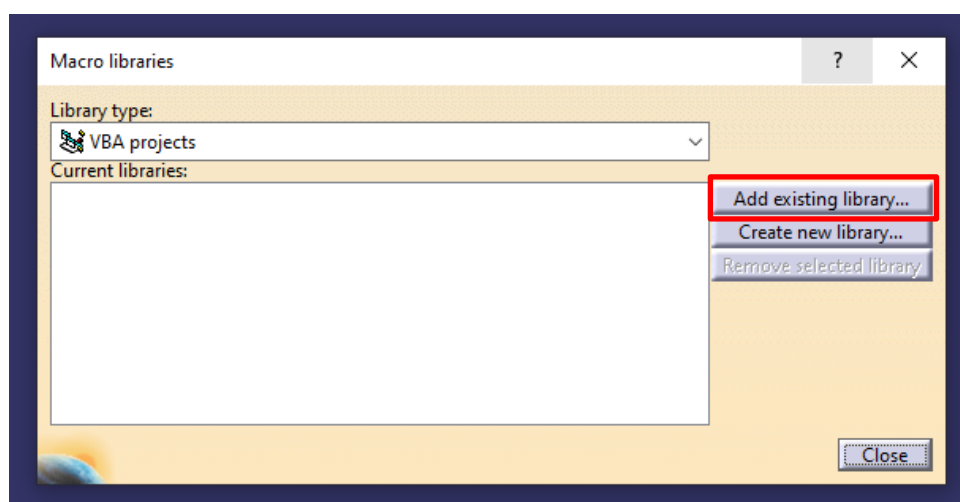 Macro libraries
?
Library type:
VBA projects
Current libraries:
Add existing library...
Create new library...
Remove selected library
Close